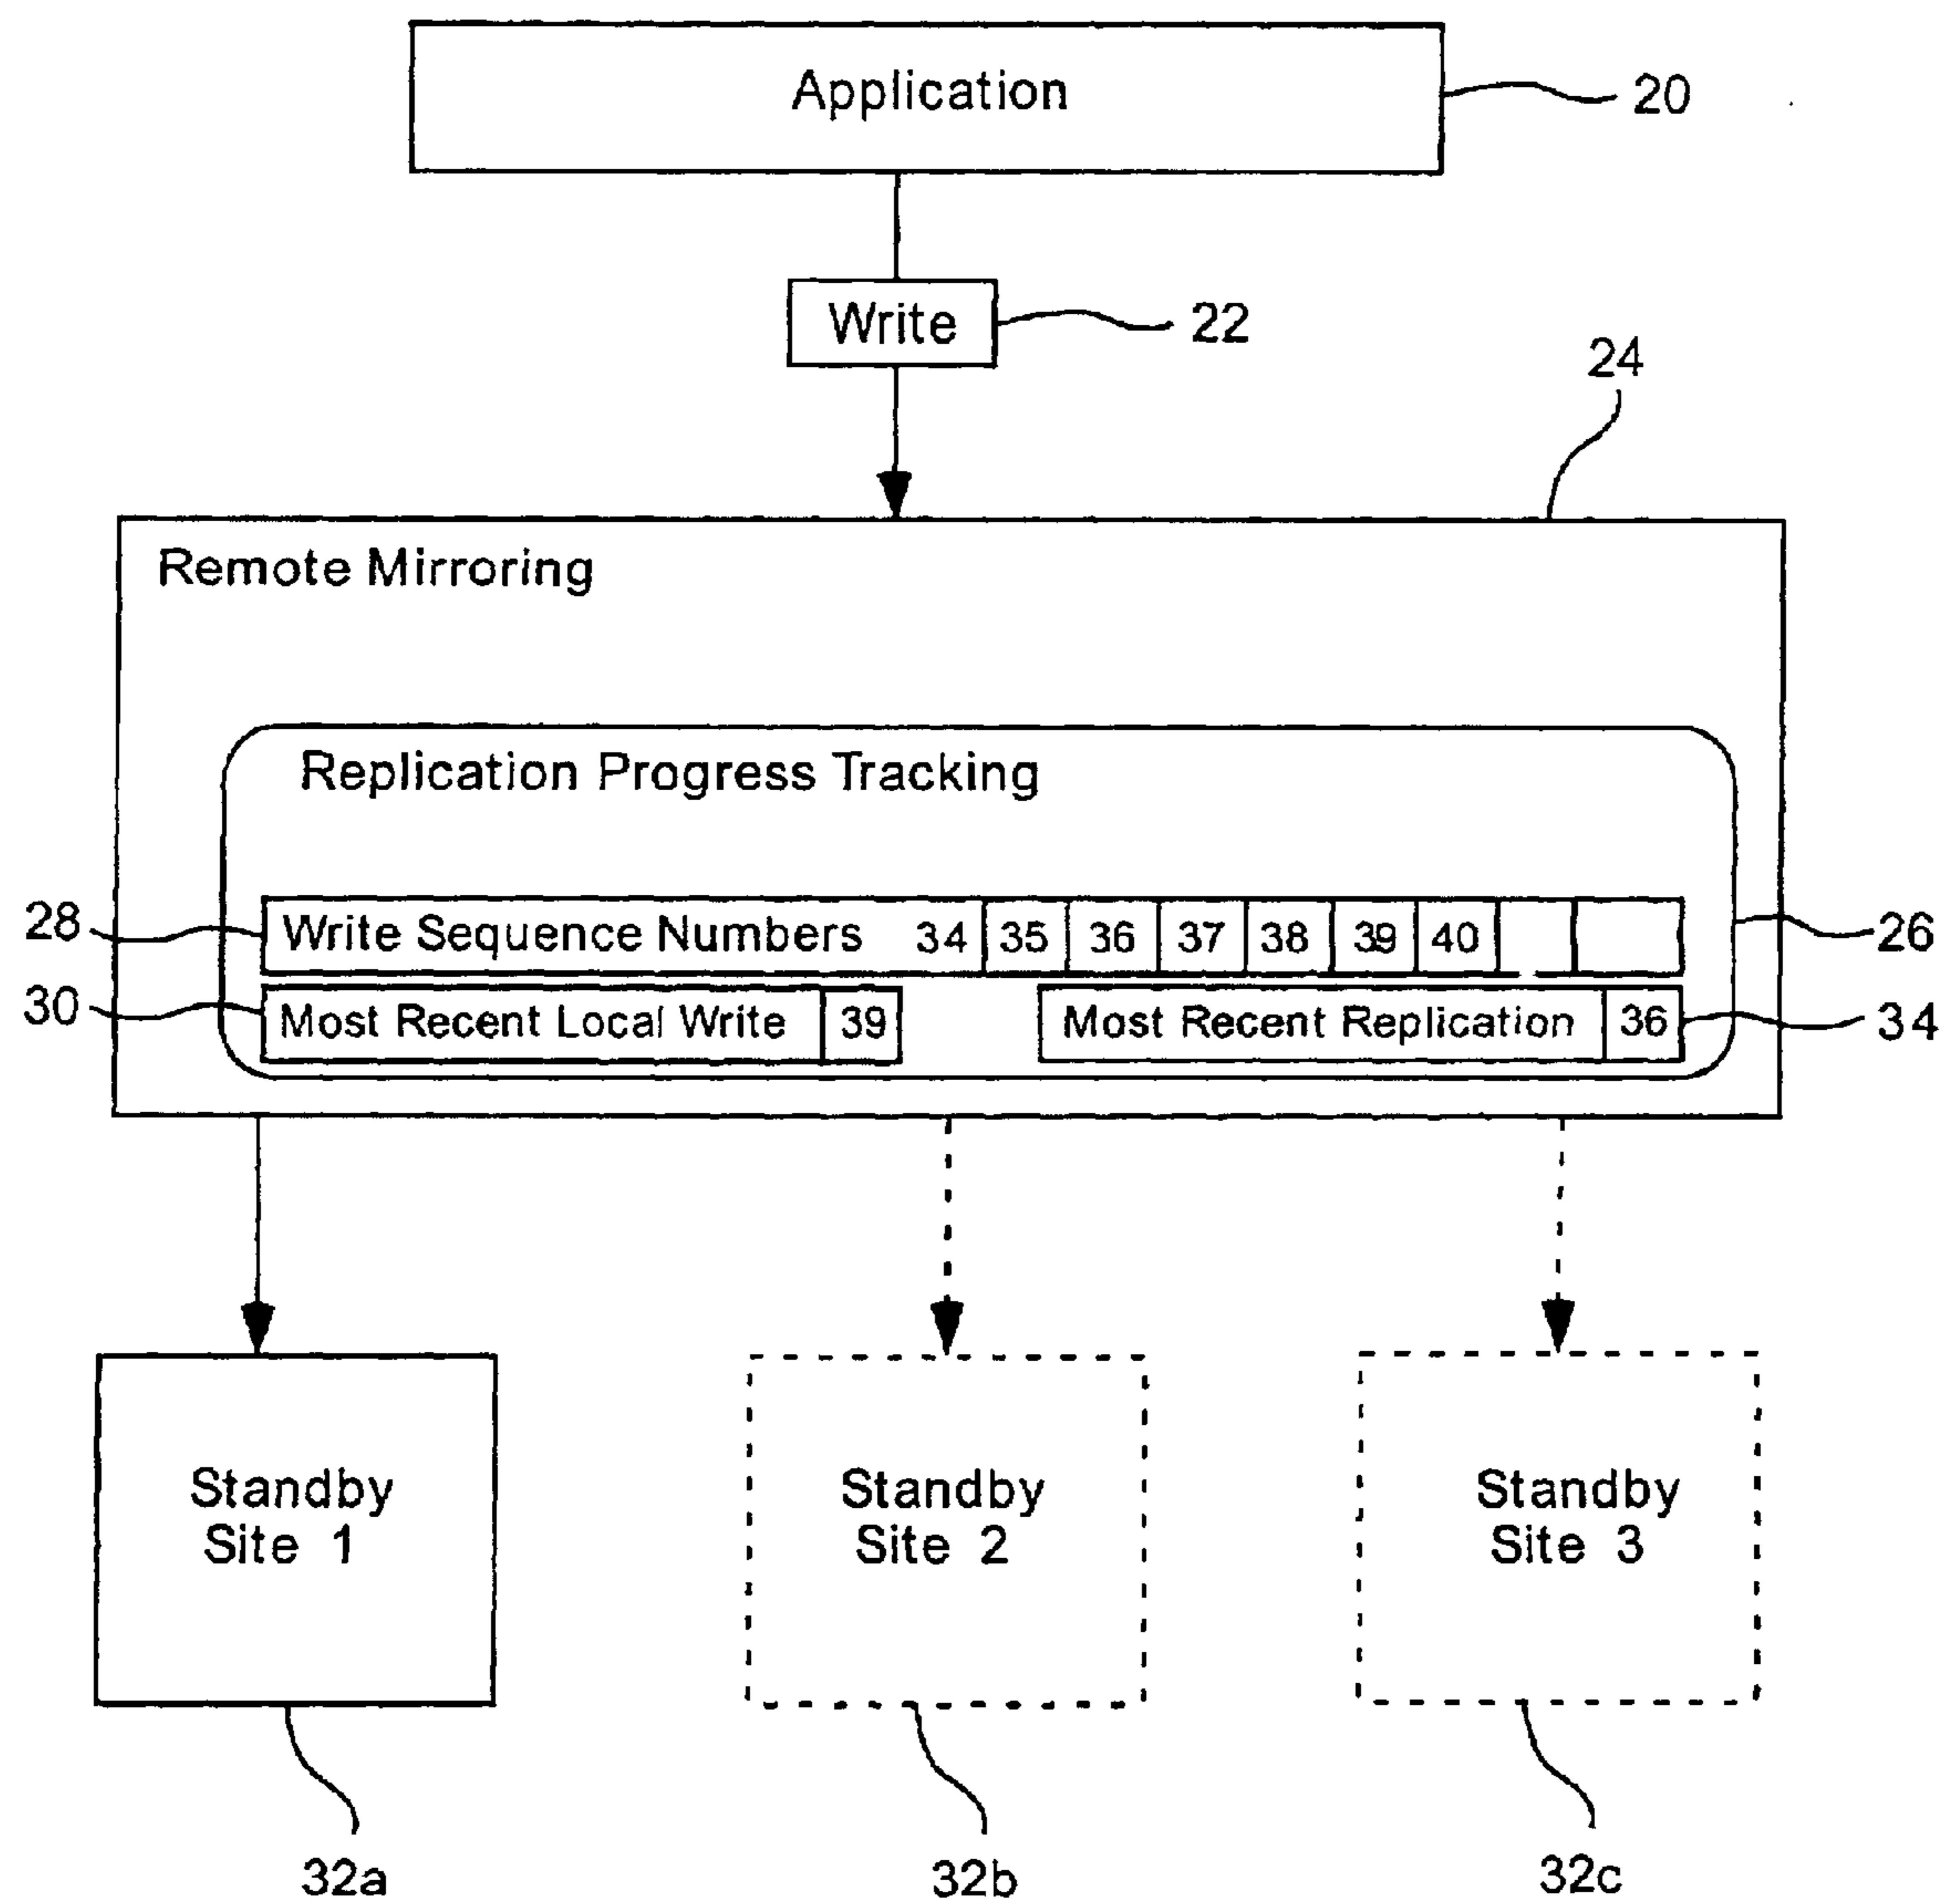 Application
20
Write
22
24
Remote Mirroring
Replication Progress Tracking
28
Write Sequence Numbers 34 35 36 37 38 39 40
26
30
Most Recent Local Write 39
Most Recent Replication 36
34
Standby
Site 1
Standby
Site 2
Standby
Site 3
32a
32b
32c